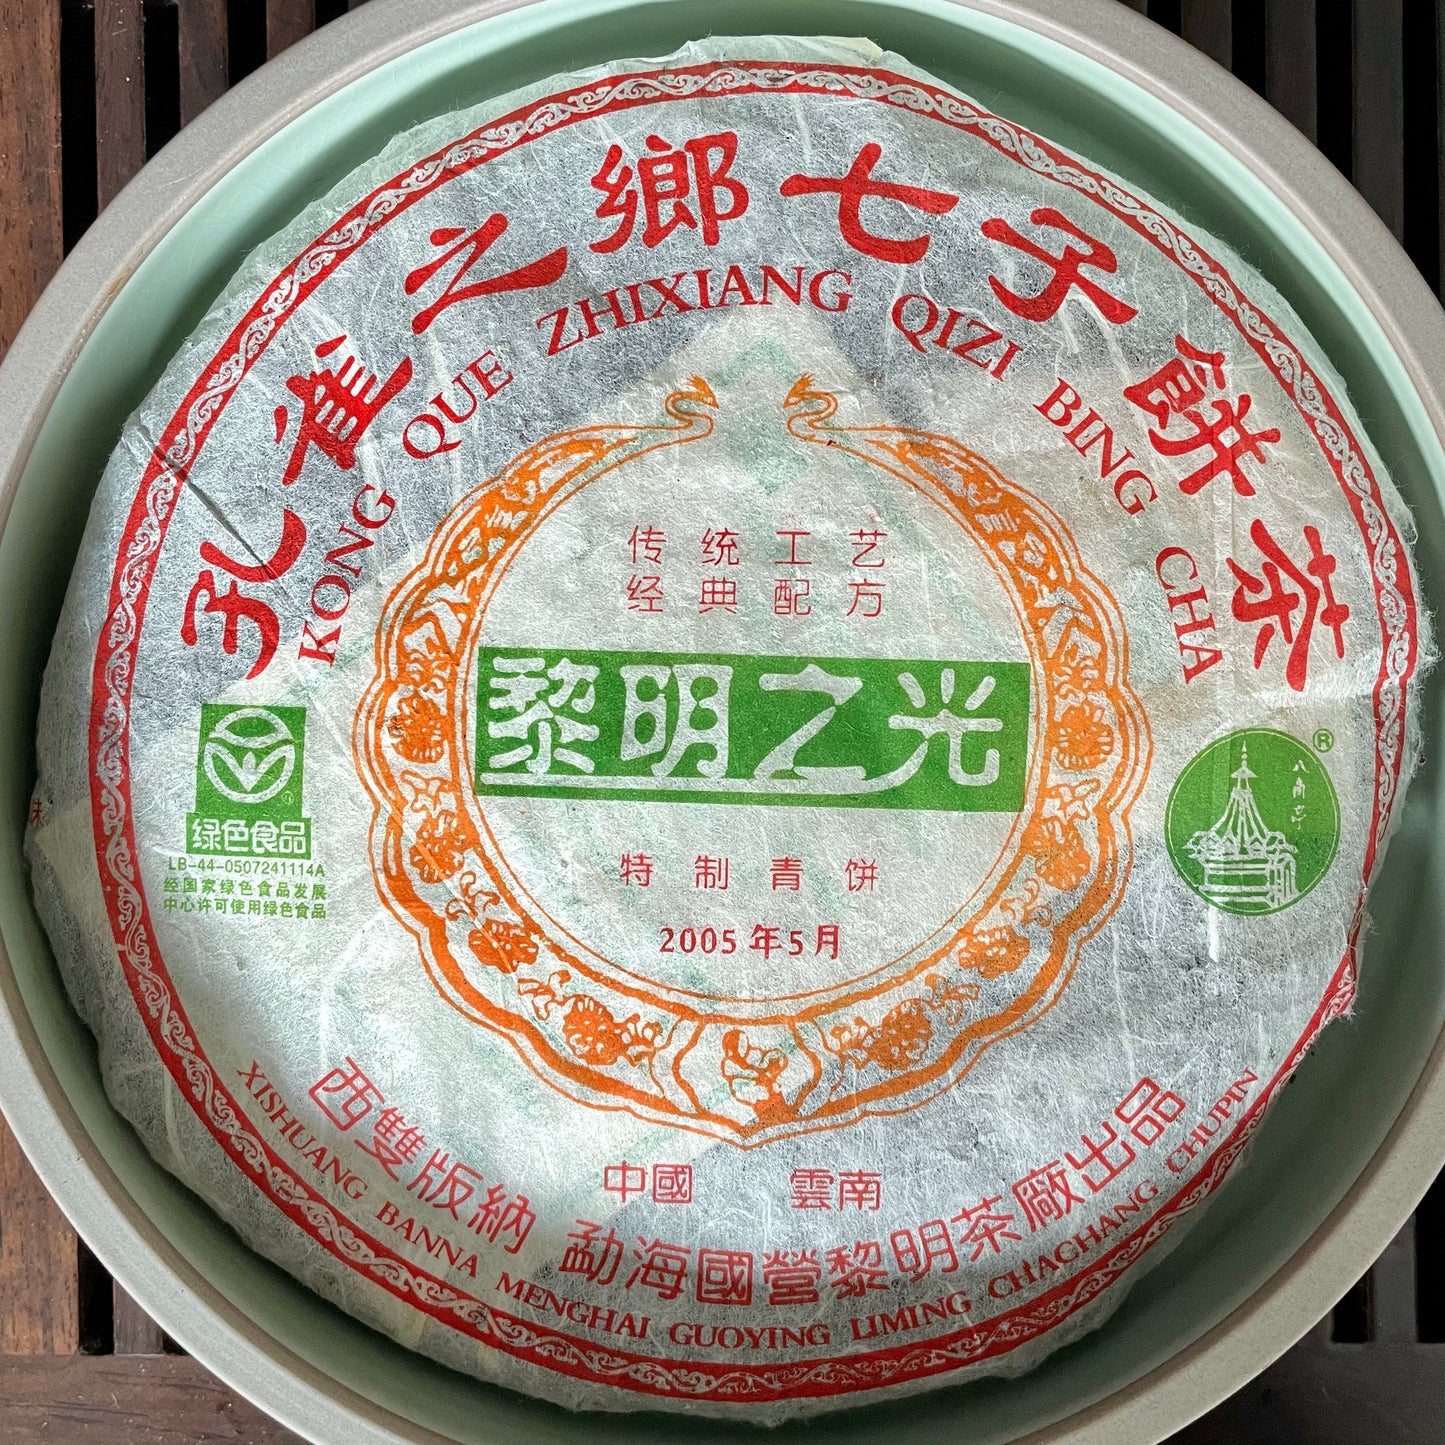 孔雀之鄉七子餅茶
KONG QUE ZHIXIANG QIZI BING CHA
传统工艺
经典配方
黎明之光
特制青饼
2005年5月
绿色食品
LB-44-0507241114A
经国家绿色食品发展
中心许可使用绿色食品
八角亭
®
中國 雲南
西雙版納 勐海國營黎明茶廠出品
XISHUANG BANNA MENGHAI GUOYING LIMING CHACHANG CHUPIN